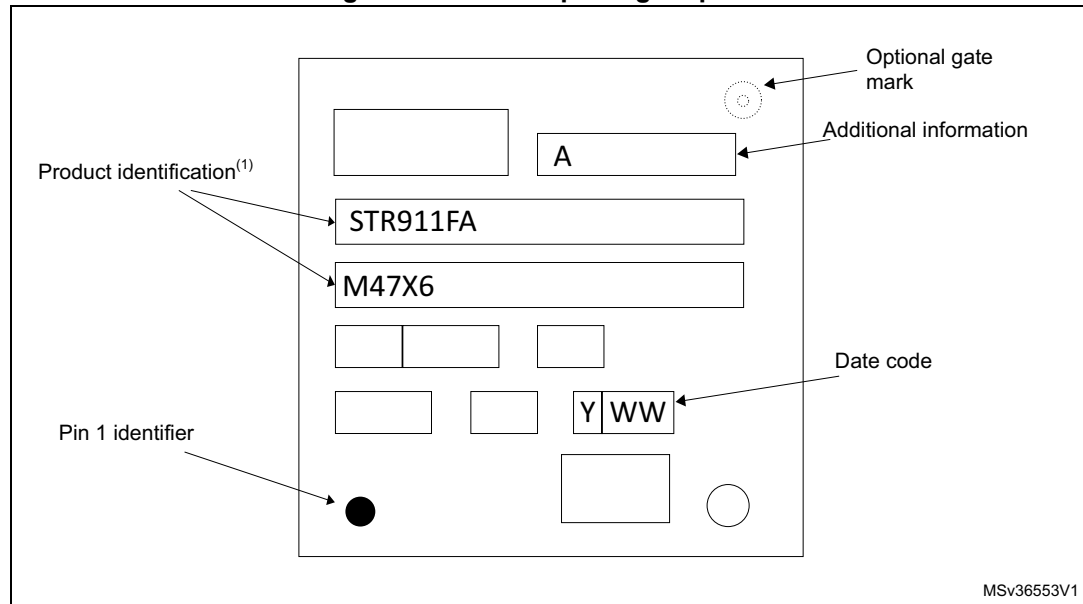 Optional gate
mark
Additional information
A
Product identification(1)
STR911FA
M47X6
Date code
Y WW
Pin 1 identifier
MSv36553V1